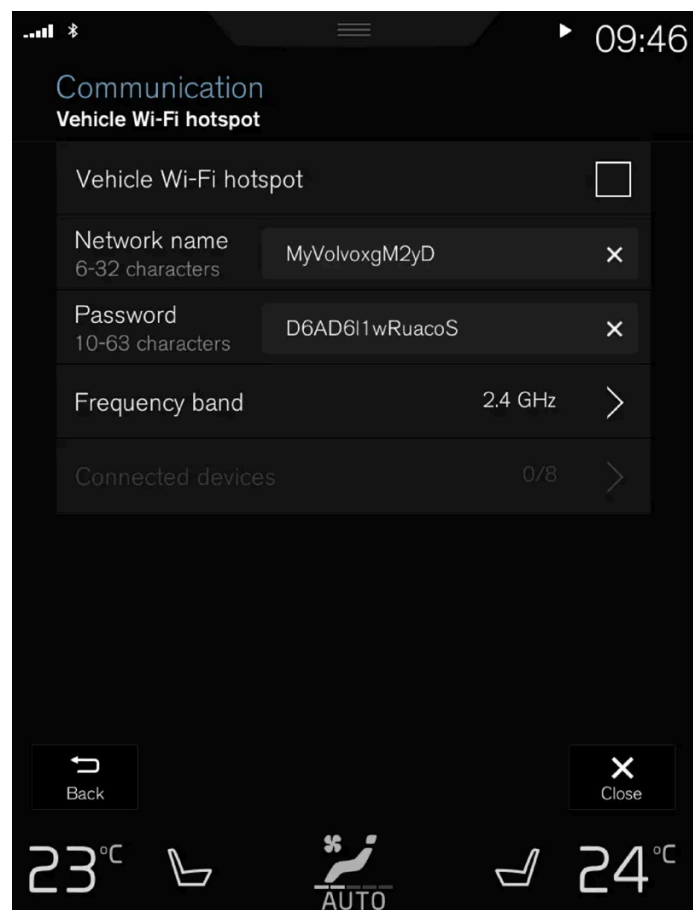 09:46
Communication
Vehicle Wi-Fi hotspot
Vehicle Wi-Fi hotspot
Network name
6-32 characters
MyVolvoxgM2yD
Password
10-63 characters
D6AD6l1wRuacoS
Frequency band 2.4 GHz
Connected devices 0/8
Back
Close
23°C
AUTO
24°C